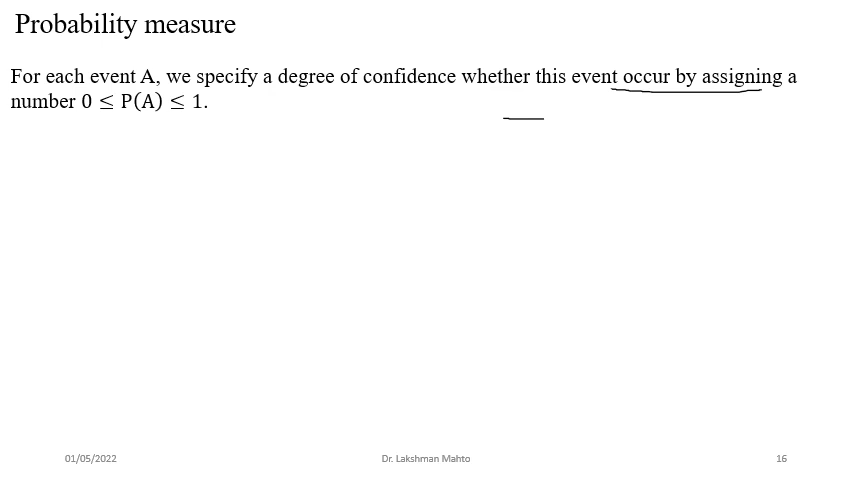 Probability measure
For each event A, we specify a degree of confidence whether this event occur by assigning a
number 0 ≤ P(A) ≤ 1.
01/05/2022
Dr. Lakshman Mahto
16